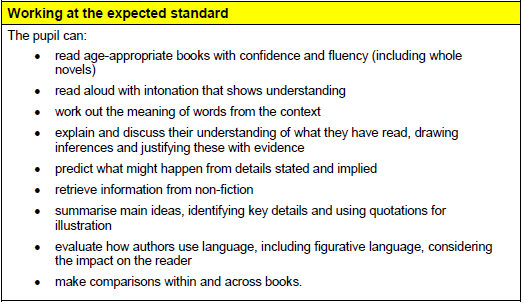 Working at the expected standard
The pupil can:
• read age-appropriate books with confidence and fluency (including whole
novels)
• read aloud with intonation that shows understanding
• work out the meaning of words from the context
• explain and discuss their understanding of what they have read, drawing
inferences and justifying these with evidence
• predict what might happen from details stated and implied
• retrieve information from non-fiction
• summarise main ideas, identifying key details and using quotations for
illustration
• evaluate how authors use language, including figurative language, considering
the impact on the reader
• make comparisons within and across books.